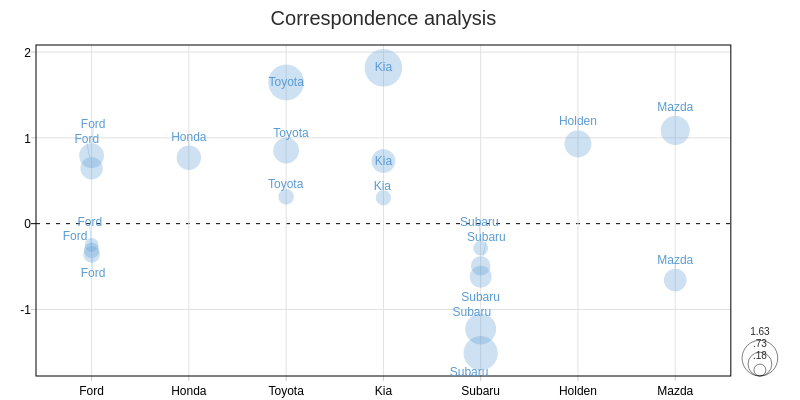 Correspondence analysis
2
1
0
-1
Kia
Toyota
Mazda
Holden
Ford
Toyota
Ford
Honda
Kia
Toyota
Kia
Ford
Subaru
Ford
Subaru
Mazda
Ford
Subaru
Subaru
Subaru
1.63
.73
.18
Ford Honda Toyota Kia Subaru Holden Mazda